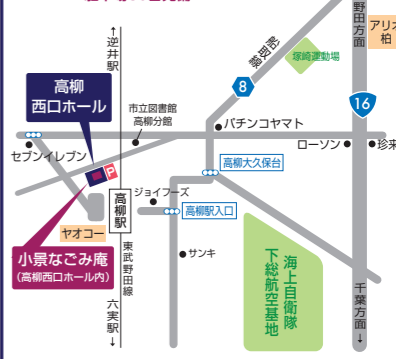 ←逆井駅
船取線
野田方面
アリオ
柏
塚崎運動場
8
16
高柳
西口ホール
市立図書館
高柳分館
パチンコヤマト
セブンイレブン
ローソン
珍来
高柳大久保台
P
ジョイフーズ
高柳駅
高柳駅入口
ヤオコー
小景なごみ庵
(高柳西口ホール内)
東武野田線
サンキ
海上自衛隊
下総航空基地
六実駅→
千葉方面→